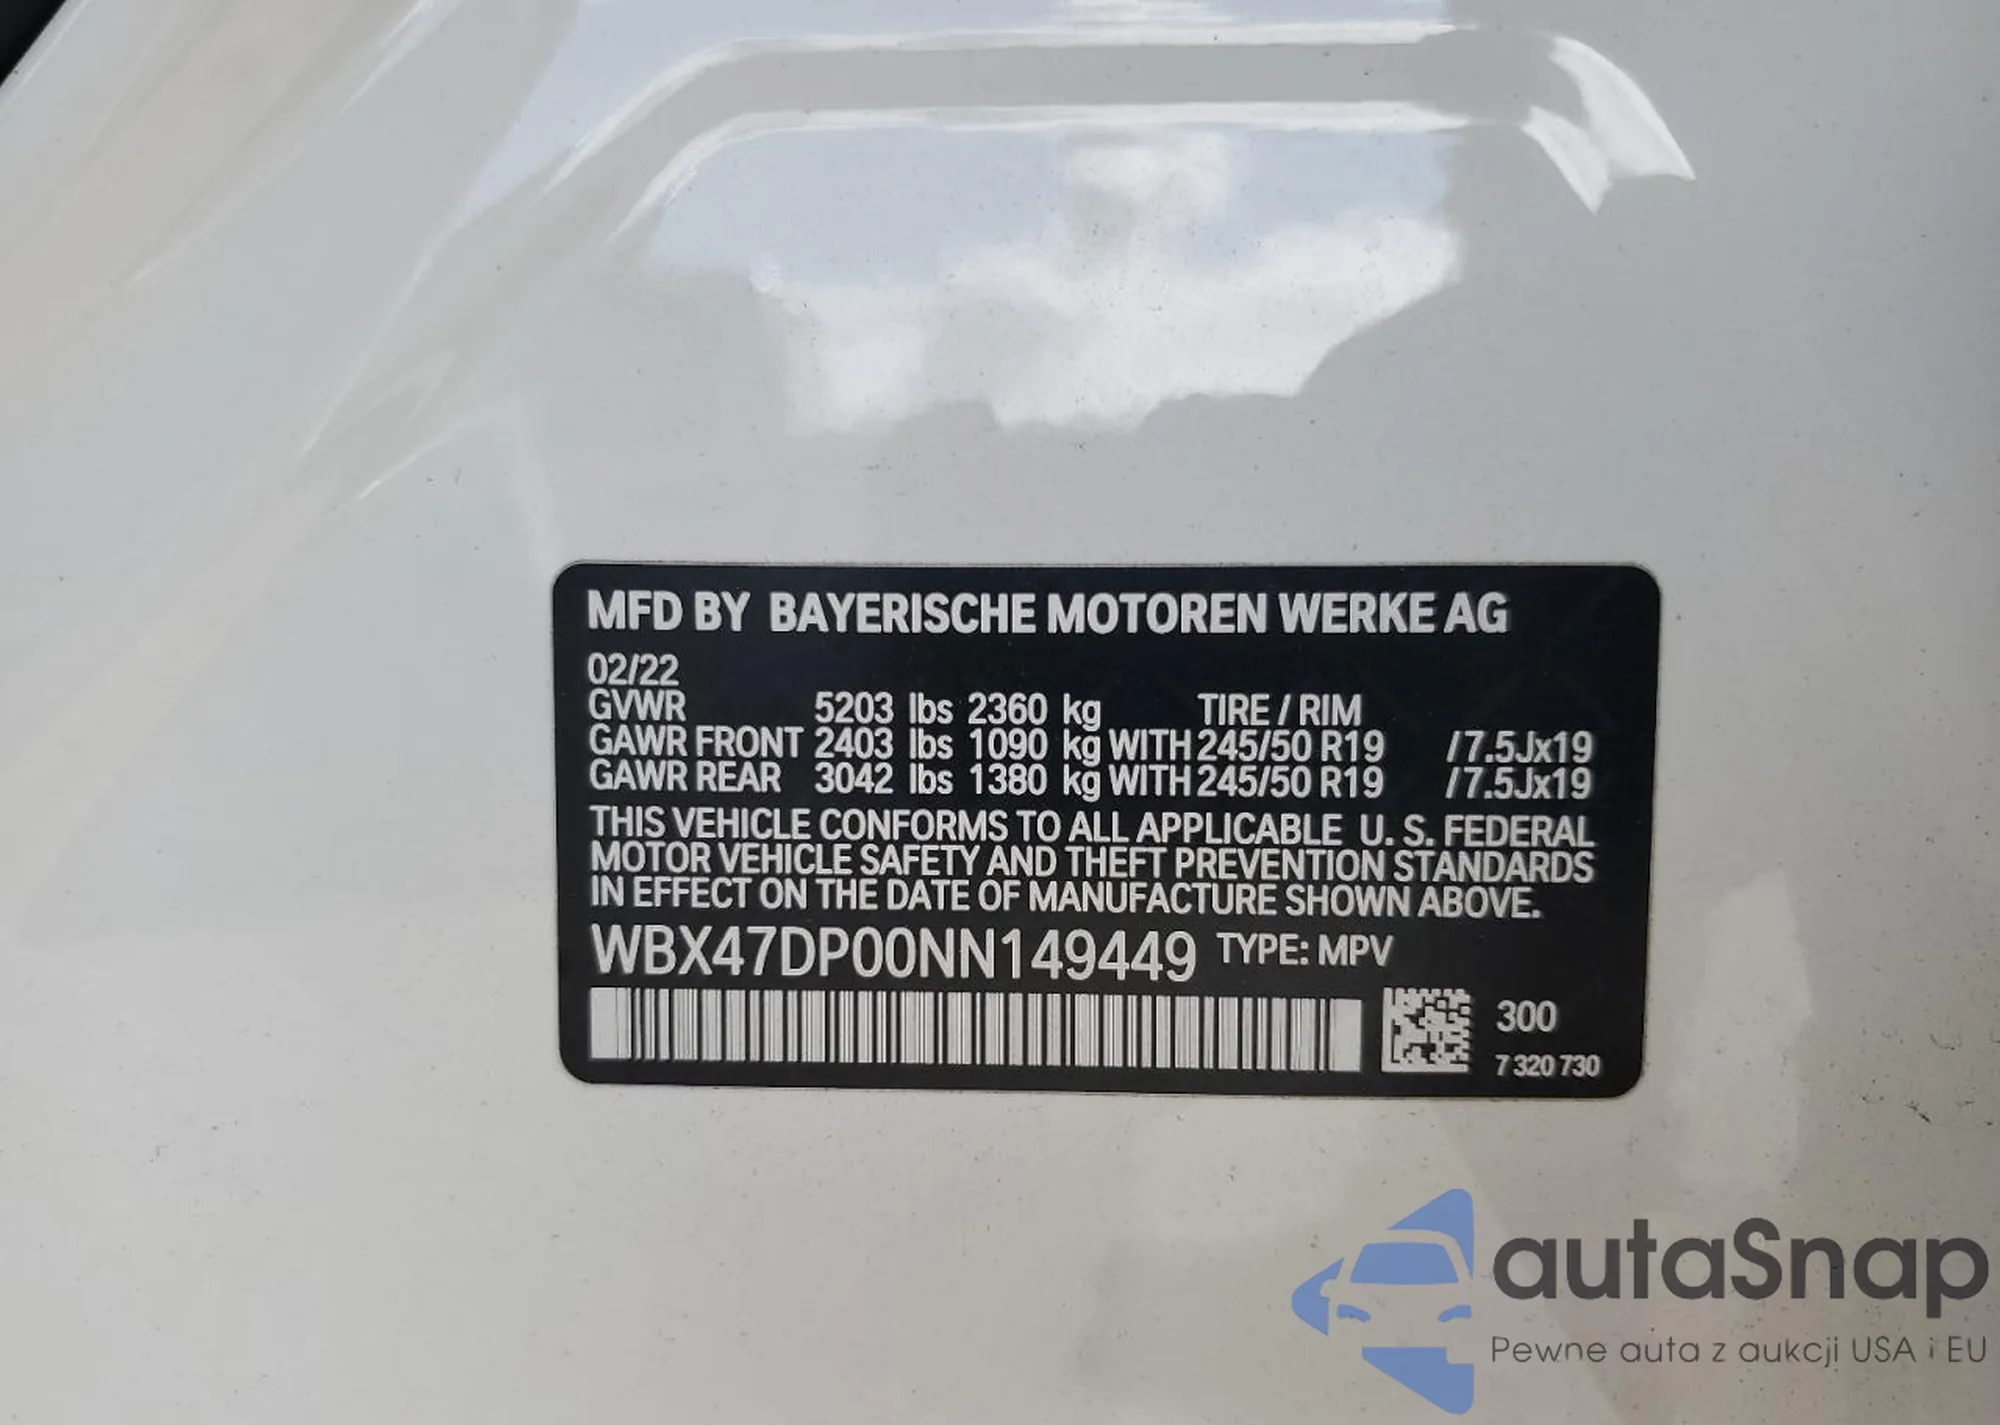 MFD BY BAYERISCHE MOTOREN WERKE AG
02/22
GVWR 5203 lbs 2360 kg TIRE / RIM
GAWR FRONT 2403 lbs 1090 kg WITH 245/50 R19 /7.5Jx19
GAWR REAR 3042 lbs 1380 kg WITH 245/50 R19 /7.5Jx19
THIS VEHICLE CONFORMS TO ALL APPLICABLE U. S. FEDERAL
MOTOR VEHICLE SAFETY AND THEFT PREVENTION STANDARDS
IN EFFECT ON THE DATE OF MANUFACTURE SHOWN ABOVE.
WBX47DP00NN149449 TYPE: MPV
300
7 320 730
autaSnap
Pewne auta z aukcji USA i EU